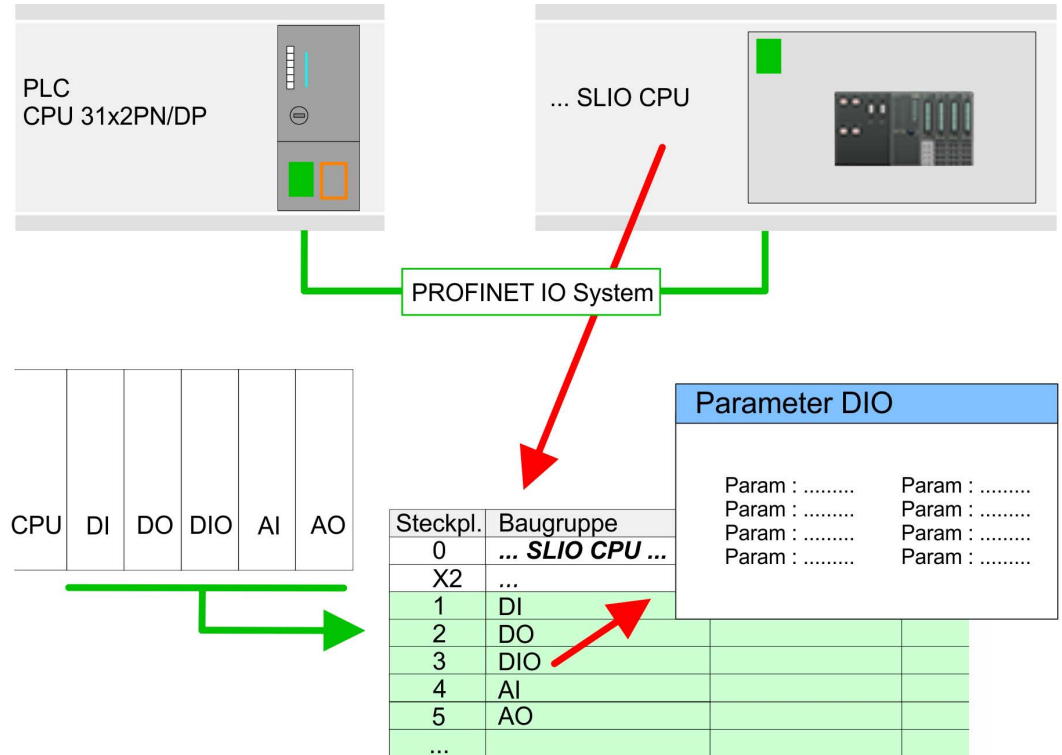 PLC
CPU 31x2PN/DP
... SLIO CPU
PROFINET IO System
CPU DI DO DIO AI AO
Parameter DIO
Param : ......... Param : .........
Param : ......... Param : .........
Param : ......... Param : .........
Param : ......... Param : .........
Steckpl. Baugruppe
0 ... SLIO CPU ...
X2 ...
1 DI
2 DO
3 DIO
4 AI
5 AO
...